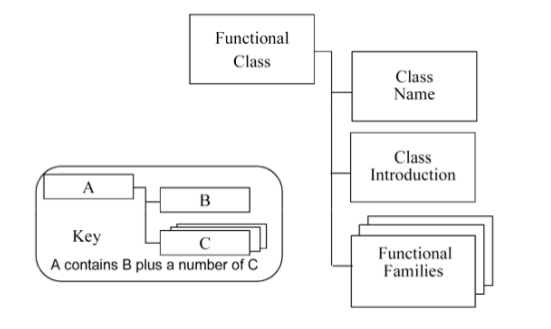 Functional
Class
Class
Name
Class
Introduction
Functional
Families
A
B
C
Key
A contains B plus a number of C